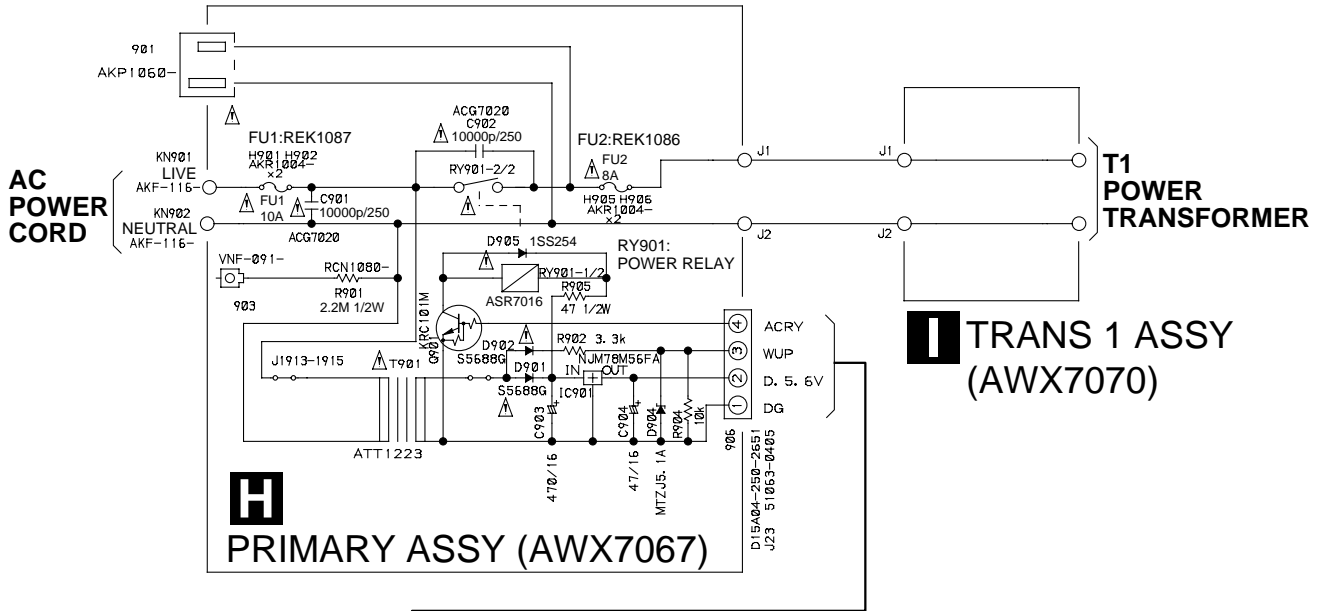 901
AKP1060-
AC
POWER
CORD
KN901
LIVE
AKF-116-
KN902
NEUTRAL
AKF-116-
FU1:REK1087
H901 H902
AKR1004-
×2
FU1
10A
C901
10000p/250
ACG7020
ACG7020
C902
10000p/250
RY901-2/2
FU2:REK1086
FU2
8A
H905 H906
AKR1004-
×2
J1
J2
J1
J2
T1
POWER
TRANSFORMER
VNF-091-
903
RCN1080-
R901
2.2M 1/2W
D905 1SS254
RY901:
POWER RELAY
RY901-1/2
ASR7016
R905
47 1/2W
KRC101M
Q901
D902
S5688G
D901
S5688G
R902 3.3k
NJM78M56FA
IN OUT
IC901
J1913-1915
T901
ATT1223
C903
470/16
C904
47/16
D904
MTZJ5.1A
R904
10k
4 ACRY
3 WUP
2 D.5.6V
1 DG
906
D15A04-250-2651
J23 51063-0405
H
PRIMARY ASSY (AWX7067)
I TRANS 1 ASSY
(AWX7070)